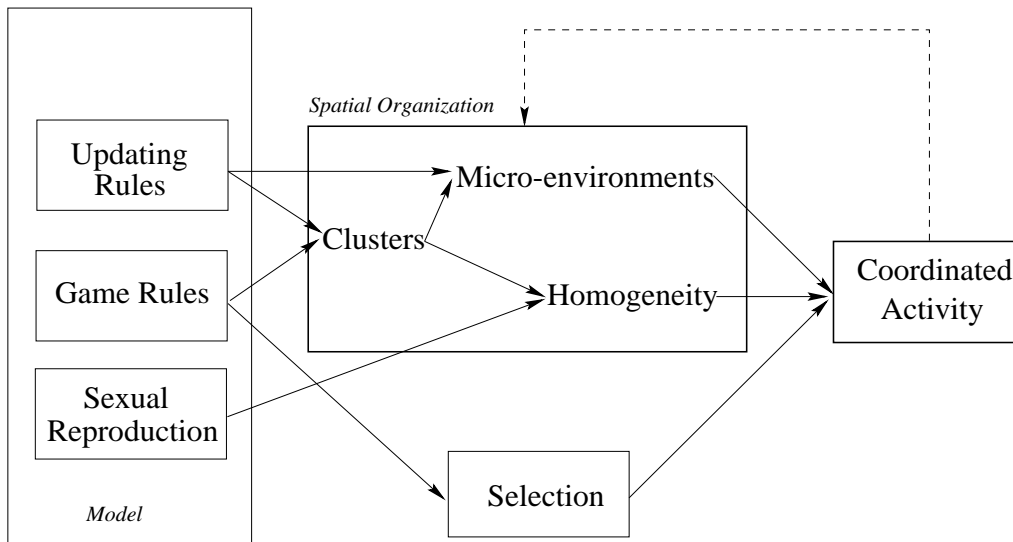 Spatial Organization
Updating
Rules
Micro-environments
Clusters
Game Rules
Homogeneity
Coordinated
Activity
Sexual
Reproduction
Selection
Model